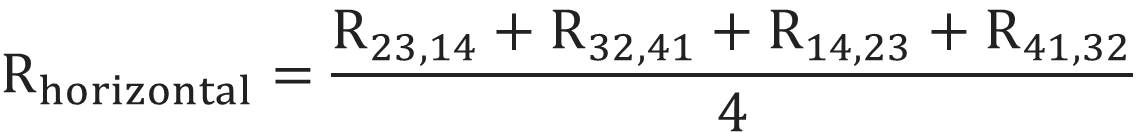 R_horizontal = (R_23,14 + R_32,41 + R_14,23 + R_41,32) / 4